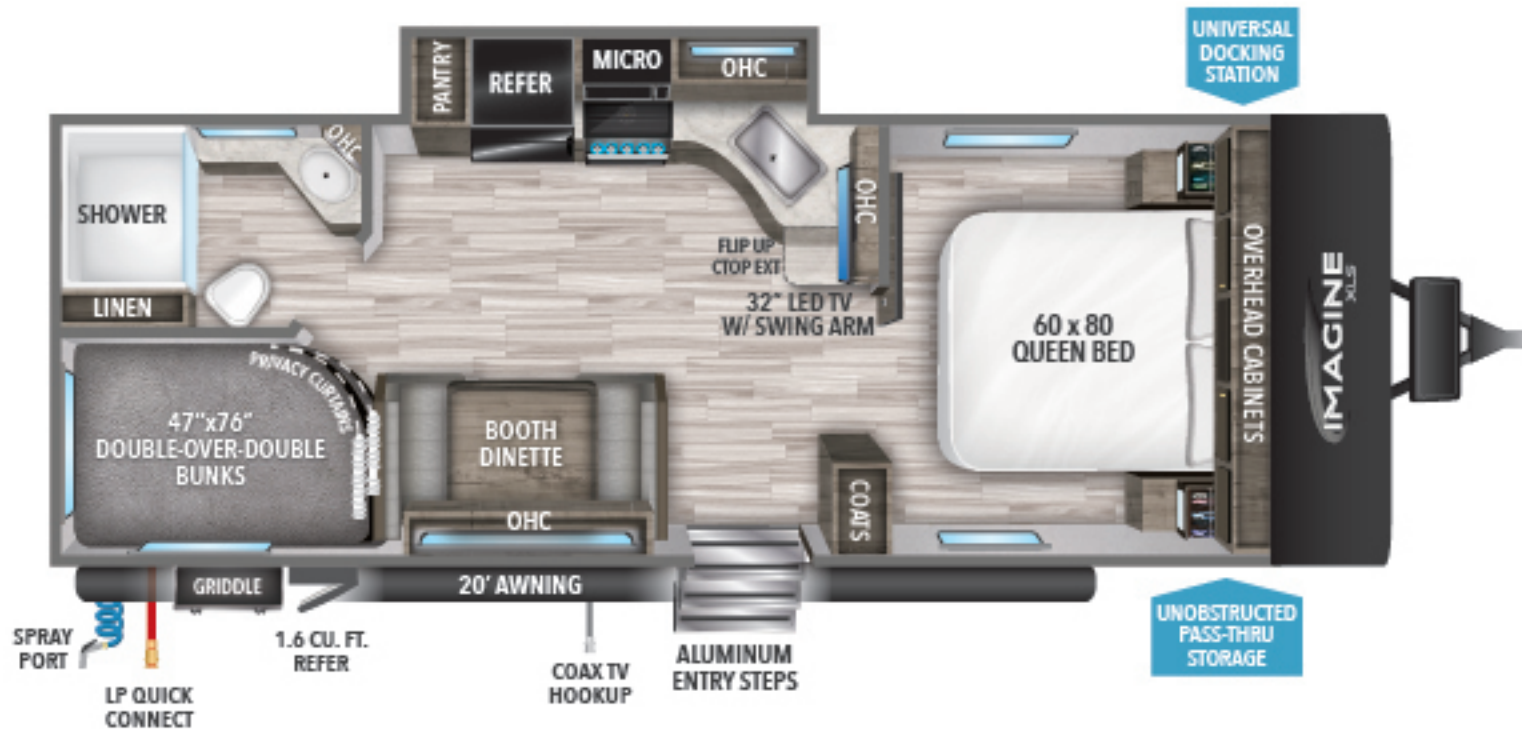 UNIVERSAL
DOCKING
STATION
PANTRY
REFER
MICRO
OHC
OHC
SHOWER
LINEN
OHC
FLIP UP
CTOP EXT
32" LED TV
W/ SWING ARM
60 x 80
QUEEN BED
OVERHEAD CABINETS
IMAGINE
XLS
PRIVACY CURTAINS
47"x76"
DOUBLE-OVER-DOUBLE
BUNKS
BOOTH
DINETTE
OHC
COATS
GRIDDLE
20' AWNING
SPRAY
PORT
LP QUICK
CONNECT
1.6 CU. FT.
REFER
COAX TV
HOOKUP
ALUMINUM
ENTRY STEPS
UNOBSTRUCTED
PASS-THRU
STORAGE